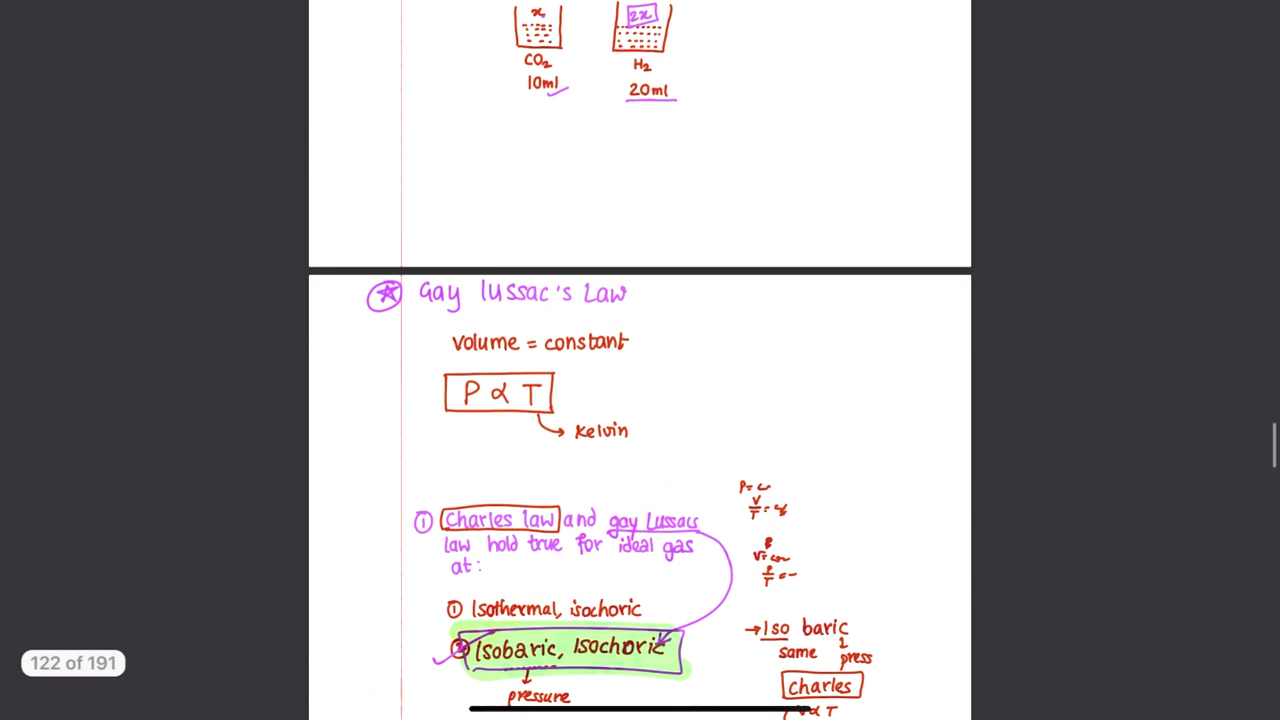 x 2x
CO₂ H₂
10ml 20ml
Gay lussac's Law
volume = constant
P ∝ T
Kelvin
① Charles law and gay lussacs
law hold true for ideal gas
at:
① Isothermal, isochoric
② Isobaric, Isochoric
pressure
P =
V/T =
V = con
P/T =
→ Iso baric
same press
Charles
∝ T
122 of 191